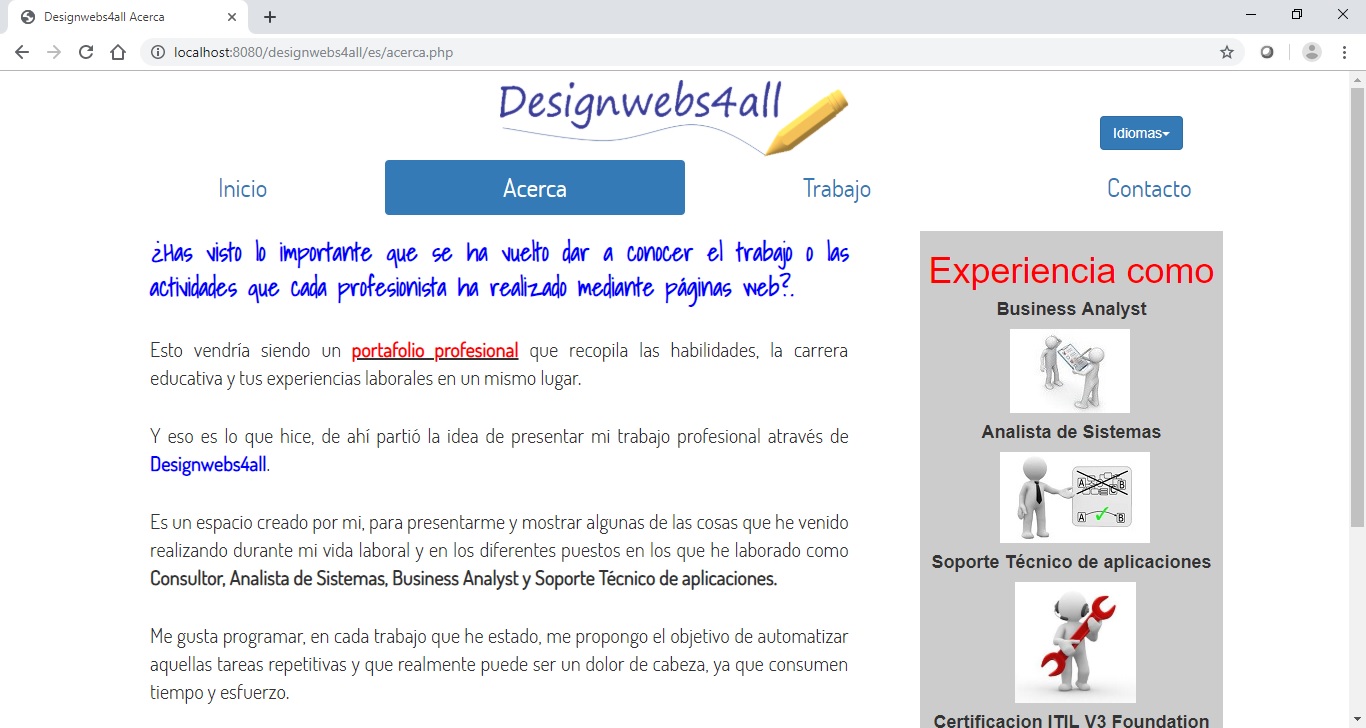 Designwebs4all Acerca
localhost:8080/designwebs4all/es/acerca.php
Designwebs4all
Idiomas
Inicio
Acerca
Trabajo
Contacto
¿Has visto lo importante que se ha vuelto dar a conocer el trabajo o las
actividades que cada profesionista ha realizado mediante páginas web?.
Esto vendría siendo un portafolio profesional que recopila las habilidades, la carrera
educativa y tus experiencias laborales en un mismo lugar.
Y eso es lo que hice, de ahí partió la idea de presentar mi trabajo profesional através de
Designwebs4all.
Es un espacio creado por mi, para presentarme y mostrar algunas de las cosas que he venido
realizando durante mi vida laboral y en los diferentes puestos en los que he laborado como
Consultor, Analista de Sistemas, Business Analyst y Soporte Técnico de aplicaciones.
Me gusta programar, en cada trabajo que he estado, me propongo el objetivo de automatizar
aquellas tareas repetitivas y que realmente puede ser un dolor de cabeza, ya que consumen
tiempo y esfuerzo.
Experiencia como
Business Analyst
Analista de Sistemas
A B
A B
Soporte Técnico de aplicaciones
Certificacion ITIL V3 Foundation